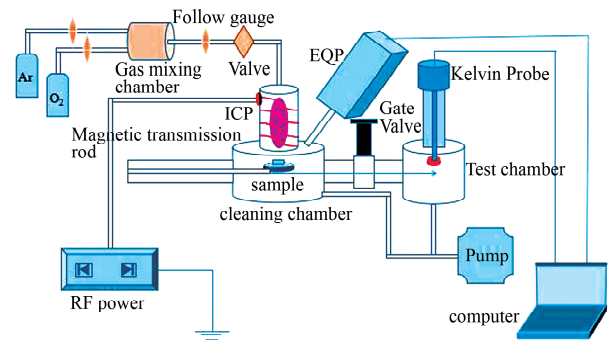 Follow gauge
EQP
Ar
O2
Gas mixing
chamber
Valve
Kelvin Probe
ICP
Gate
Valve
Magnetic transmission
rod
Test chamber
sample
cleaning chamber
Pump
RF power
computer